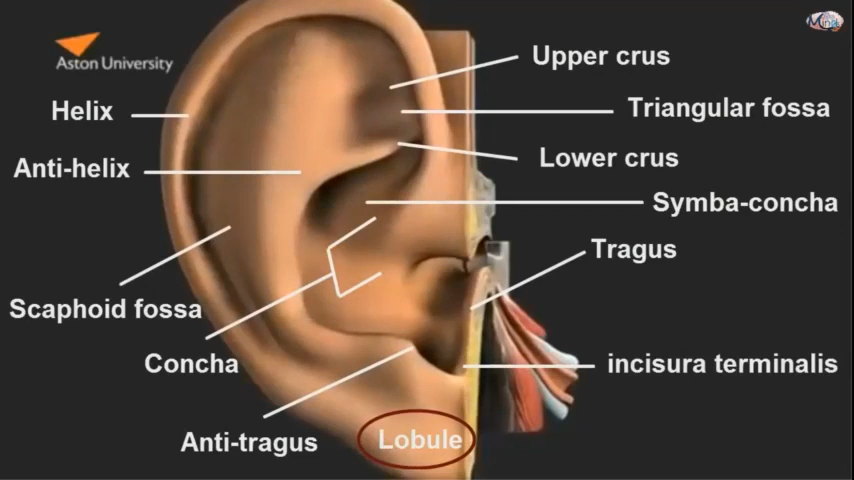 Aston University
Upper crus
Helix
Triangular fossa
Anti-helix
Lower crus
Symba-concha
Tragus
Scaphoid fossa
Concha
incisura terminalis
Anti-tragus
Lobule